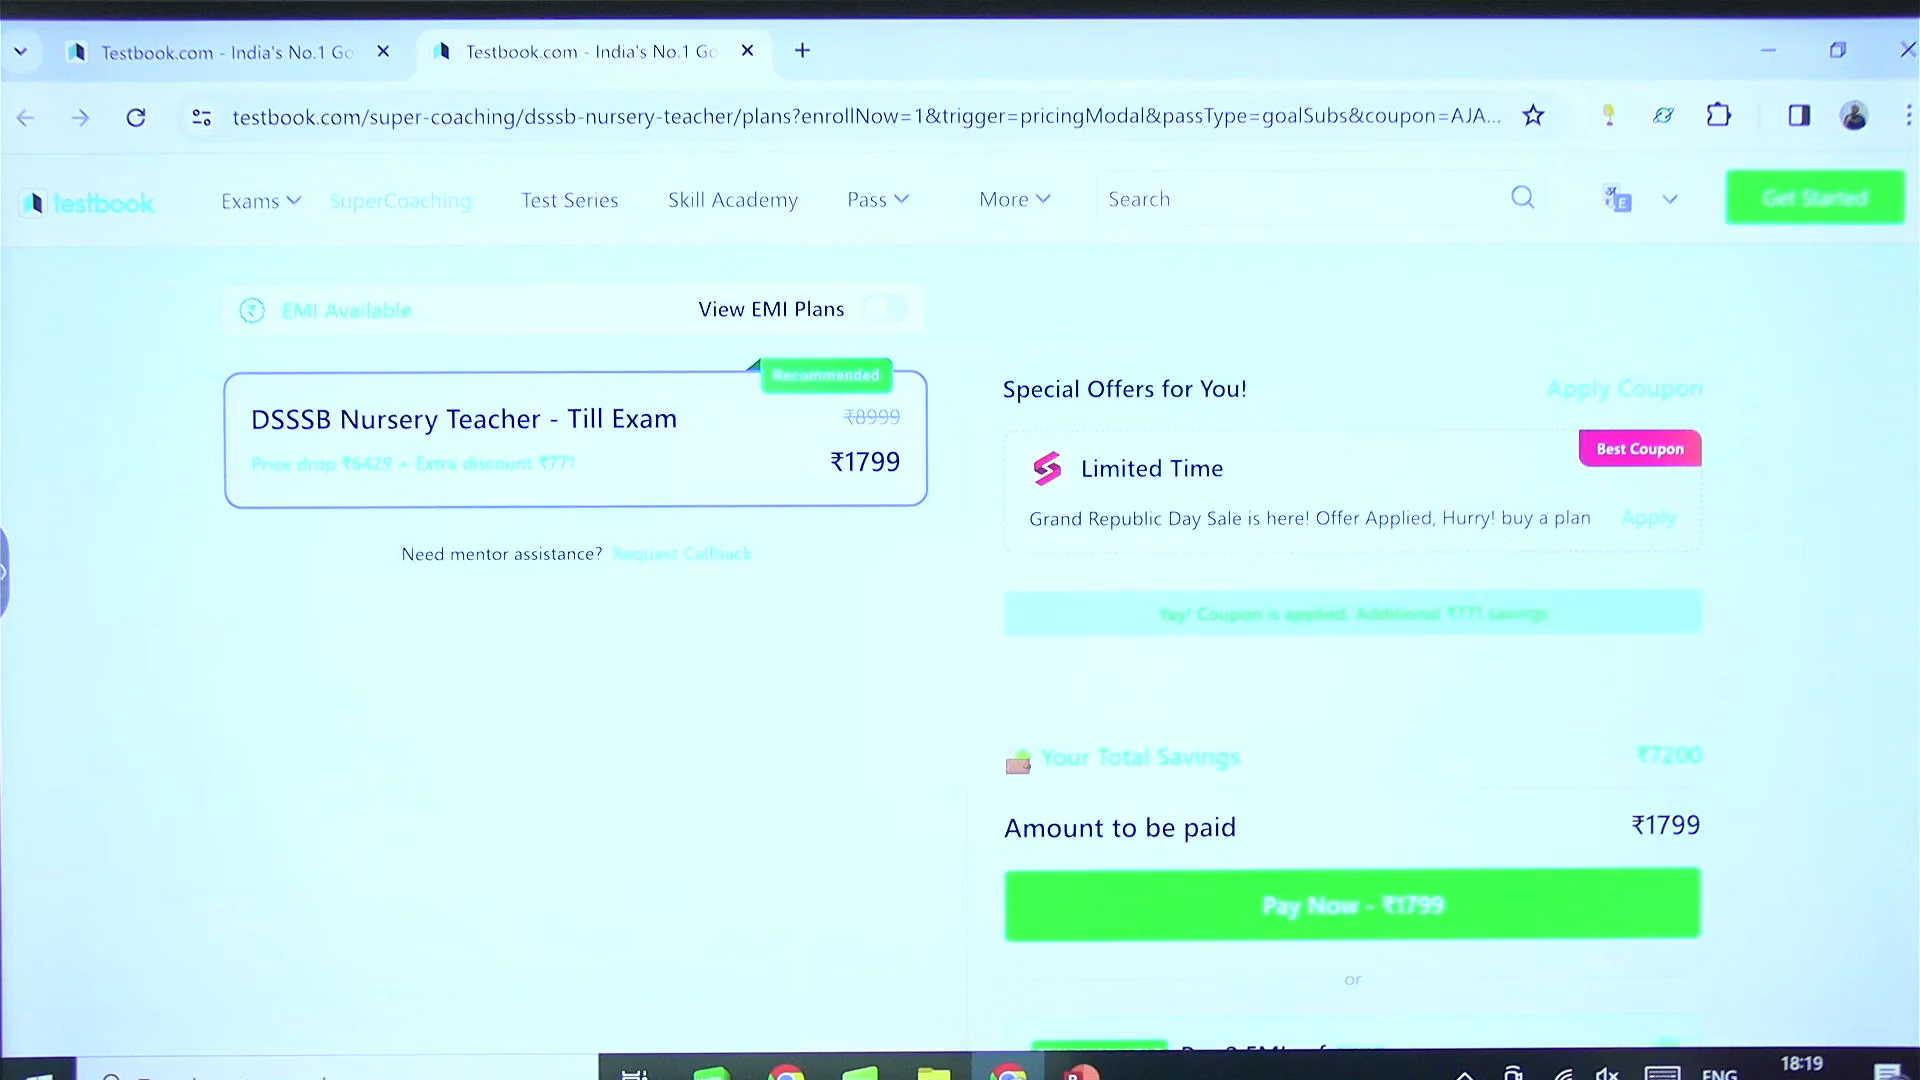 Testbook.com - India's No.1 Go
Testbook.com - India's No.1 Go
testbook.com/super-coaching/dsssb-nursery-teacher/plans?enrollNow=1&trigger=pricingModal&passType=goalSubs&coupon=AJA...
testbook
Exams
SuperCoaching
Test Series
Skill Academy
Pass
More
Search
Get Started
EMI Available
View EMI Plans
Recommended
DSSSB Nursery Teacher - Till Exam
₹8999
Price drop ₹6429 + Extra discount ₹771
₹1799
Need mentor assistance? Request Callback
Special Offers for You!
Apply Coupon
Best Coupon
Limited Time
Grand Republic Day Sale is here! Offer Applied, Hurry! buy a plan
Apply
Yay! Coupon is applied. Additional ₹771 savings
Your Total Savings
₹7200
Amount to be paid
₹1799
Pay Now - ₹1799
or
18:19
ENG